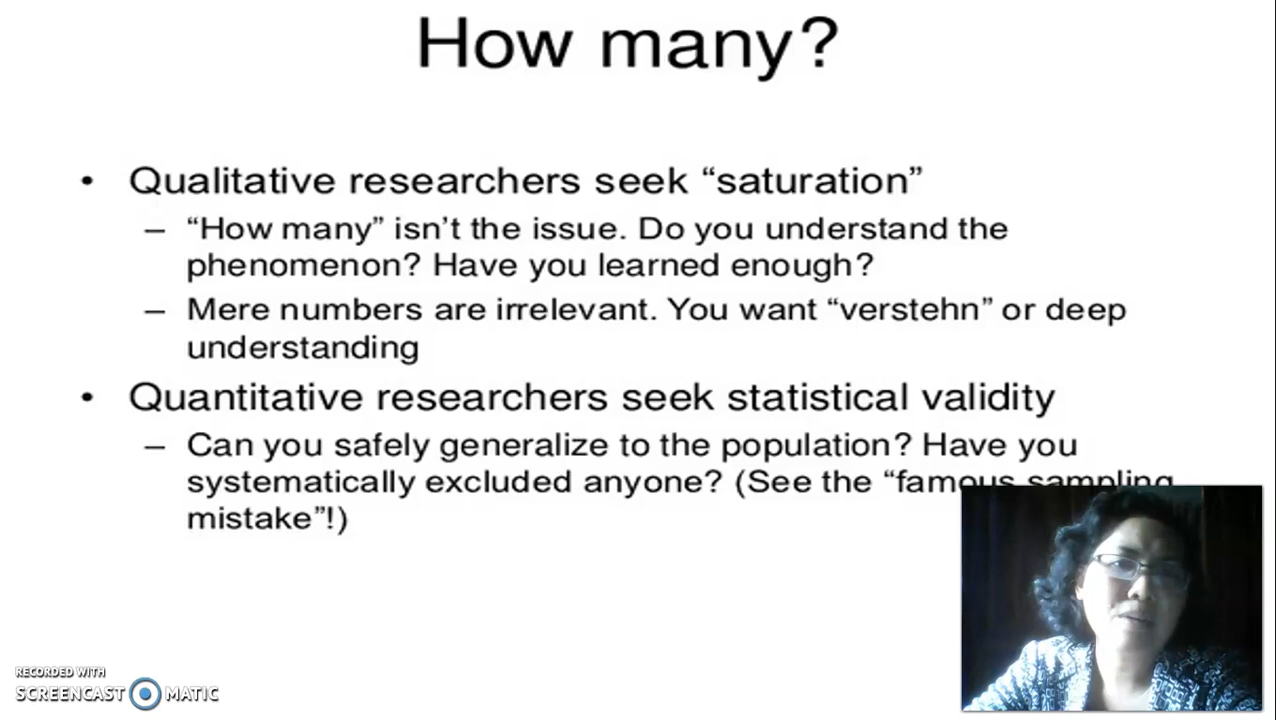 How many?
• Qualitative researchers seek “saturation”
– “How many” isn’t the issue. Do you understand the
phenomenon? Have you learned enough?
– Mere numbers are irrelevant. You want “verstehn” or deep
understanding
• Quantitative researchers seek statistical validity
– Can you safely generalize to the population? Have you
systematically excluded anyone? (See the “famous sampling
mistake”!)
RECORDED WITH
SCREENCAST MATIC